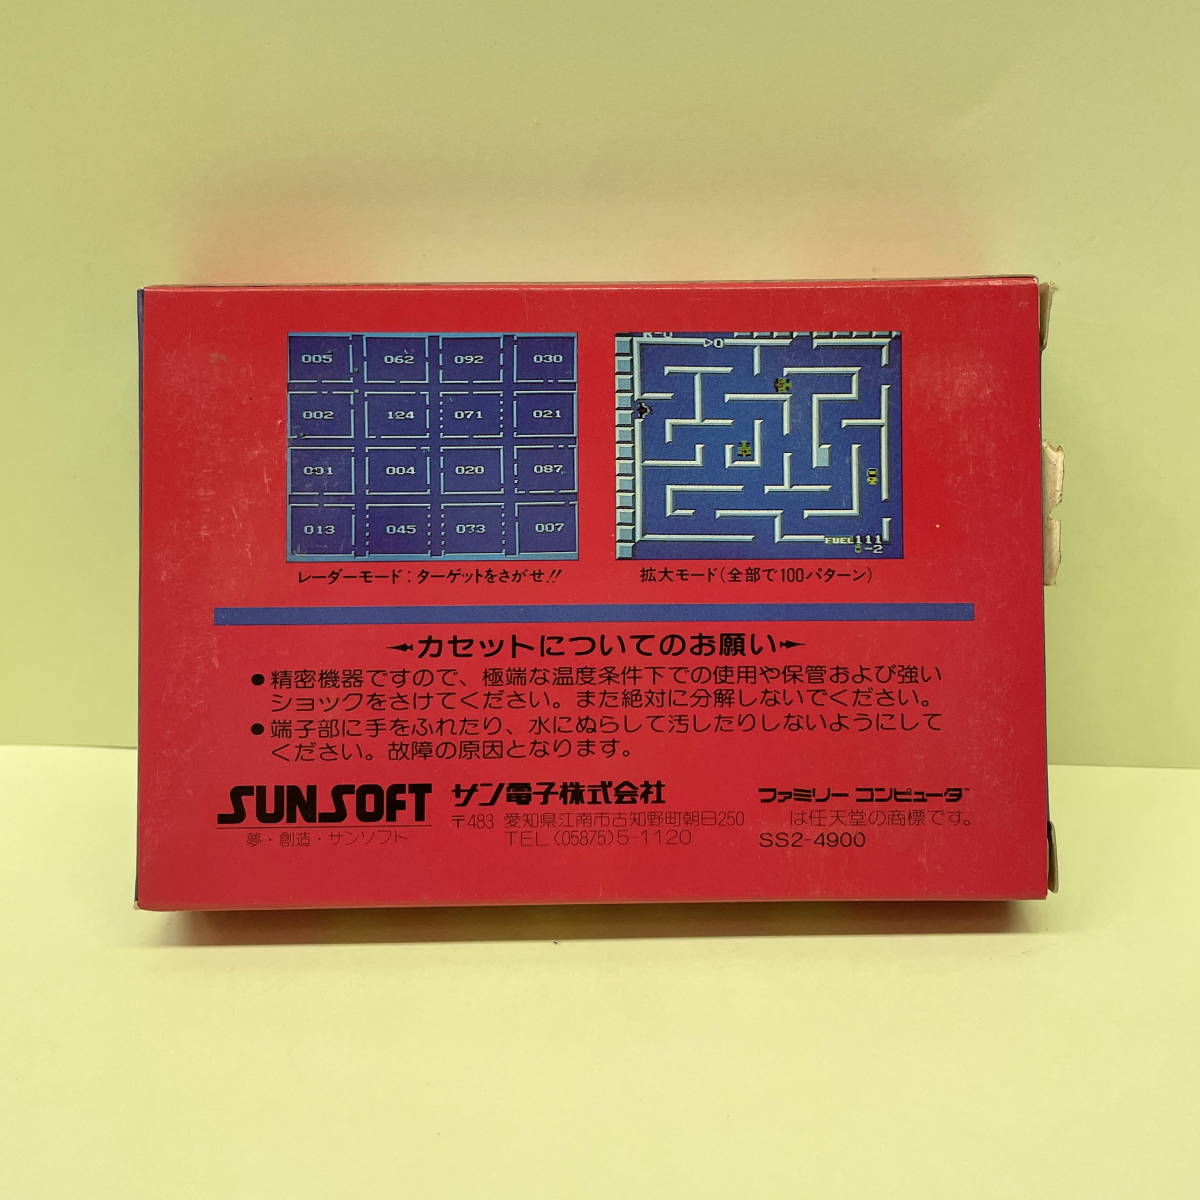 005 062 092 030
002 124 071 021
091 004 020 087
013 045 073 007
▷0
FUEL111
-2
レーダーモード:ターゲットをさがせ!!
拡大モード(全部で100パターン)
カセットについてのお願い
●精密機器ですので、極端な温度条件下での使用や保管および強い
ショックをさけてください。また絶対に分解しないでください。
●端子部に手をふれたり、水にぬらして汚したりしないようにして
ください。故障の原因となります。
SUNSOFT
夢・創造・サンソフト
サン電子株式会社
〒483 愛知県江南市古知野町朝日250
TEL(05875)5-1120
ファミリーコンピュータ
は任天堂の商標です。
SS2-4900